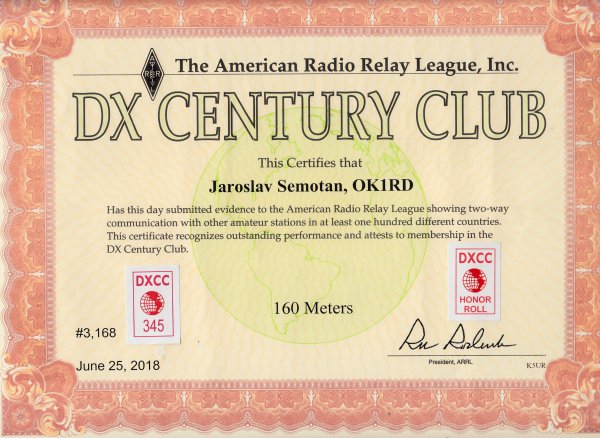 The American Radio Relay League, Inc.
DX CENTURY CLUB
This Certifies that
Jaroslav Semotan, OK1RD
Has this day submitted evidence to the American Radio Relay League showing two-way
communication with other amateur stations in at least one hundred different countries.
This certificate recognizes outstanding performance and attests to membership in the
DX Century Club.
DXCC
345
160 Meters
DXCC
HONOR
ROLL
#3,168
June 25, 2018
President, ARRL
K5UR